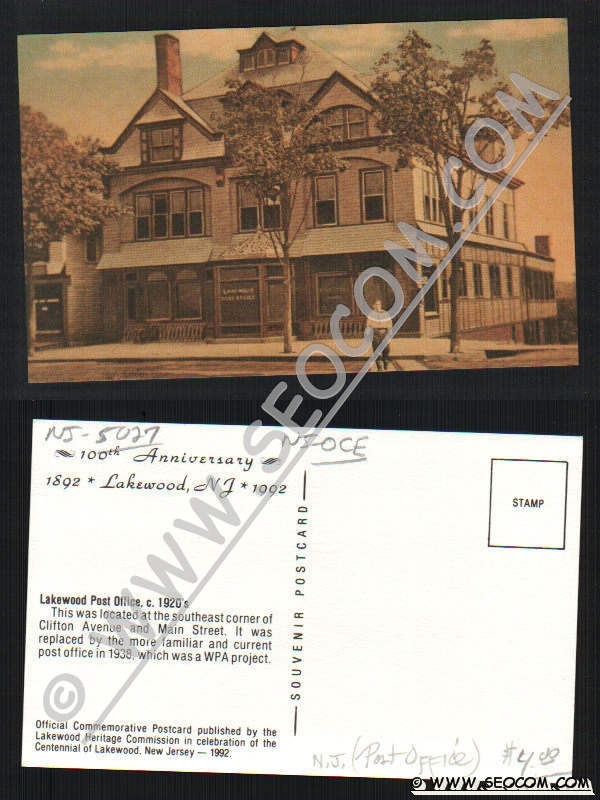 © WWW.SEOCOM.COM
LAKEWOOD
POST OFFICE
NJ-5027
NJ-OCE
100th Anniversary
1892 * Lakewood, NJ * 1992
STAMP
Lakewood Post Office, c. 1920's
This was located at the southeast corner of
Clifton Avenue and Main Street. It was
replaced by the more familiar and current
post office in 1938, which was a WPA project.
SOUVENIR POSTCARD
Official Commemorative Postcard published by the
Lakewood Heritage Commission in celebration of the
Centennial of Lakewood, New Jersey — 1992.
N.J. (Post Office)
© WWW.SEOCOM.COM